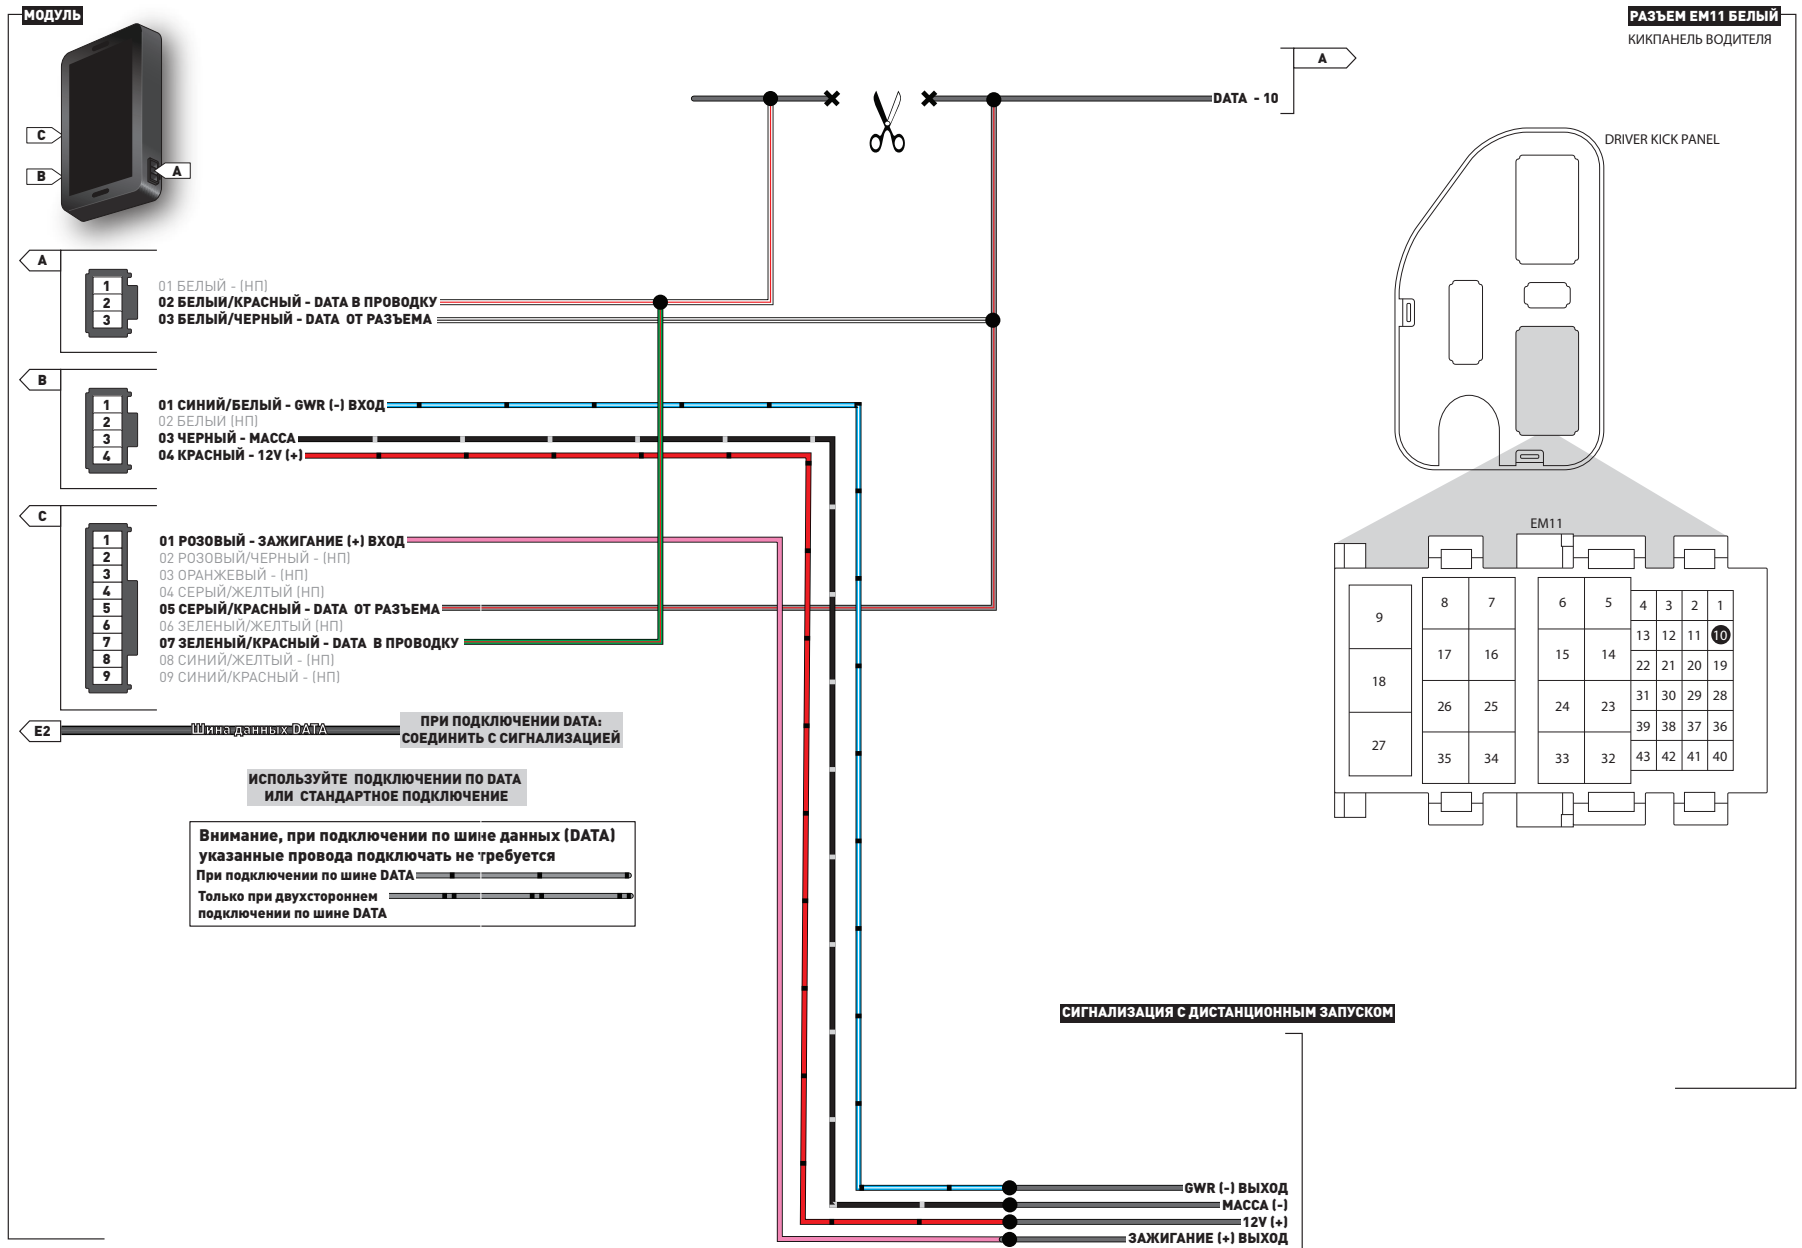 МОДУЛЬ
РАЗЪЕМ EM11 БЕЛЫЙ
КИКПАНЕЛЬ ВОДИТЕЛЯ
A
DATA - 10
C
B
A
DRIVER KICK PANEL
A
1
2
3
01 БЕЛЫЙ - (НП)
02 БЕЛЫЙ/КРАСНЫЙ - DATA В ПРОВОДКУ
03 БЕЛЫЙ/ЧЕРНЫЙ - DATA ОТ РАЗЪЕМА
B
1
2
3
4
01 СИНИЙ/БЕЛЫЙ - GWR (-) ВХОД
02 БЕЛЫЙ (НП)
03 ЧЕРНЫЙ - МАССА
04 КРАСНЫЙ - 12V (+)
C
1
2
3
4
5
6
7
8
9
01 РОЗОВЫЙ - ЗАЖИГАНИЕ (+) ВХОД
02 РОЗОВЫЙ/ЧЕРНЫЙ - (НП)
03 ОРАНЖЕВЫЙ - (НП)
04 СЕРЫЙ/ЖЕЛТЫЙ (НП)
05 СЕРЫЙ/КРАСНЫЙ - DATA ОТ РАЗЪЕМА
06 ЗЕЛЕНЫЙ/ЖЕЛТЫЙ (НП)
07 ЗЕЛЕНЫЙ/КРАСНЫЙ - DATA В ПРОВОДКУ
08 СИНИЙ/ЖЕЛТЫЙ - (НП)
09 СИНИЙ/КРАСНЫЙ - (НП)
E2
Шина данных DATA
ПРИ ПОДКЛЮЧЕНИИ DATA:
СОЕДИНИТЬ С СИГНАЛИЗАЦИЕЙ
ИСПОЛЬЗУЙТЕ ПОДКЛЮЧЕНИИ ПО DATA
ИЛИ СТАНДАРТНОЕ ПОДКЛЮЧЕНИЕ
Внимание, при подключении по шине данных (DATA)
указанные провода подключать не требуется
При подключении по шине DATA
Только при двухстороннем
подключении по шине DATA
EM11
9 8 7 6 5 4 3 2 1
18 17 16 15 14 13 12 11 10
27 26 25 24 23 22 21 20 19
35 34 33 32 31 30 29 28
39 38 37 36
43 42 41 40
СИГНАЛИЗАЦИЯ С ДИСТАНЦИОННЫМ ЗАПУСКОМ
GWR (-) ВЫХОД
МАССА (-)
12V (+)
ЗАЖИГАНИЕ (+) ВЫХОД